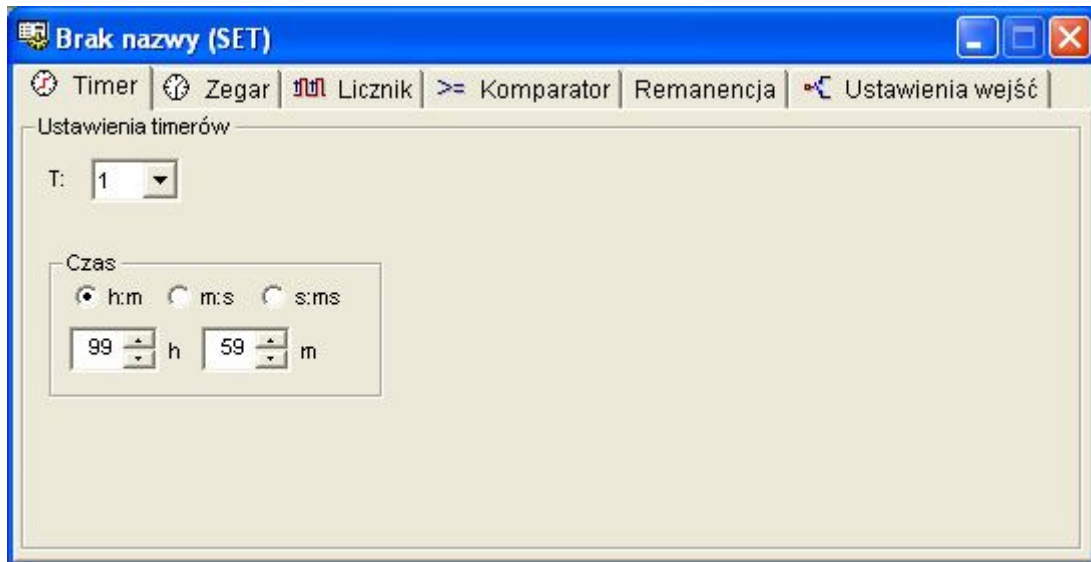 Brak nazwy (SET)
Timer Zegar Licznik >= Komparator Remanencja Ustawienia wejść
Ustawienia timerów
T: 1
Czas
h:m m:s s:ms
99 h 59 m